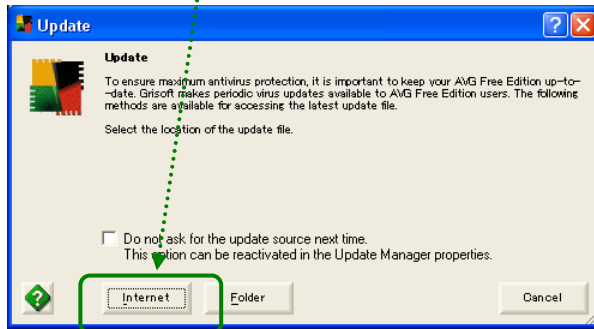 Update
Update
To ensure maximum antivirus protection, it is important to keep your AVG Free Edition up-to-
-date. Grisoft makes periodic virus updates available to AVG Free Edition users. The following
methods are available for accessing the latest update file.
Select the location of the update file.
Do not ask for the update source next time.
This option can be reactivated in the Update Manager properties.
Internet
Folder
Cancel